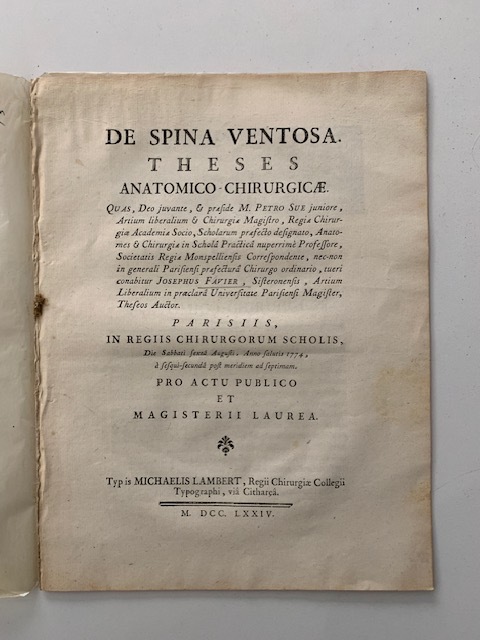 DE SPINA VENTOSA.
THESES
ANATOMICO-CHIRURGICÆ.
QUAS, Deo juvante, & præside M. PETRO SUE juniore,
Artium liberalium & Chirurgiæ Magistro, Regiæ Chirur-
giæ Academiæ Socio, Scholarum præfecto designato, Anato-
mes & Chirurgiæ in Scholâ Practicâ nuperrimè Professore,
Societatis Regiæ Monspelliensis Correspondente, nec-non
in generali Parisiensi præfecturâ Chirurgo ordinario, tueri
conabitur JOSEPHUS FAVIER, Sisteronensis, Artium
Liberalium in præclarâ Universitate Parisiensi Magister,
Theseos Auctor.
PARISIIS,
IN REGIIS CHIRURGORUM SCHOLIS,
Die Sabbati sextâ Augusti, Anno salutis 1774,
à sesqui-secundâ post meridiem ad septimam.
PRO ACTU PUBLICO
ET
MAGISTERII LAUREA.
Typis MICHAELIS LAMBERT, Regii Chirurgiæ Collegii
Typographi, viâ Citharæâ.
M. DCC. LXXIV.